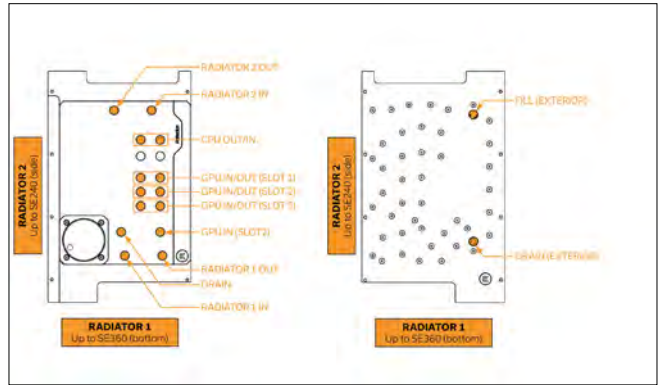 RADIATOR 2 OUT
RADIATOR 2 IN
CPU OUT/IN
GPU IN/OUT (SLOT 1)
GPU IN/OUT (SLOT 2)
GPU IN/OUT (SLOT 3)
GPU IN (SLOT2)
RADIATOR 1 OUT
DRAIN
RADIATOR 1 IN
RADIATOR 2
Up to SE240 (side)
RADIATOR 1
Up to SE360 (bottom)
FILL (EXTERIOR)
DRAIN (EXTERIOR)
RADIATOR 2
Up to SE240 (side)
RADIATOR 1
Up to SE360 (bottom)